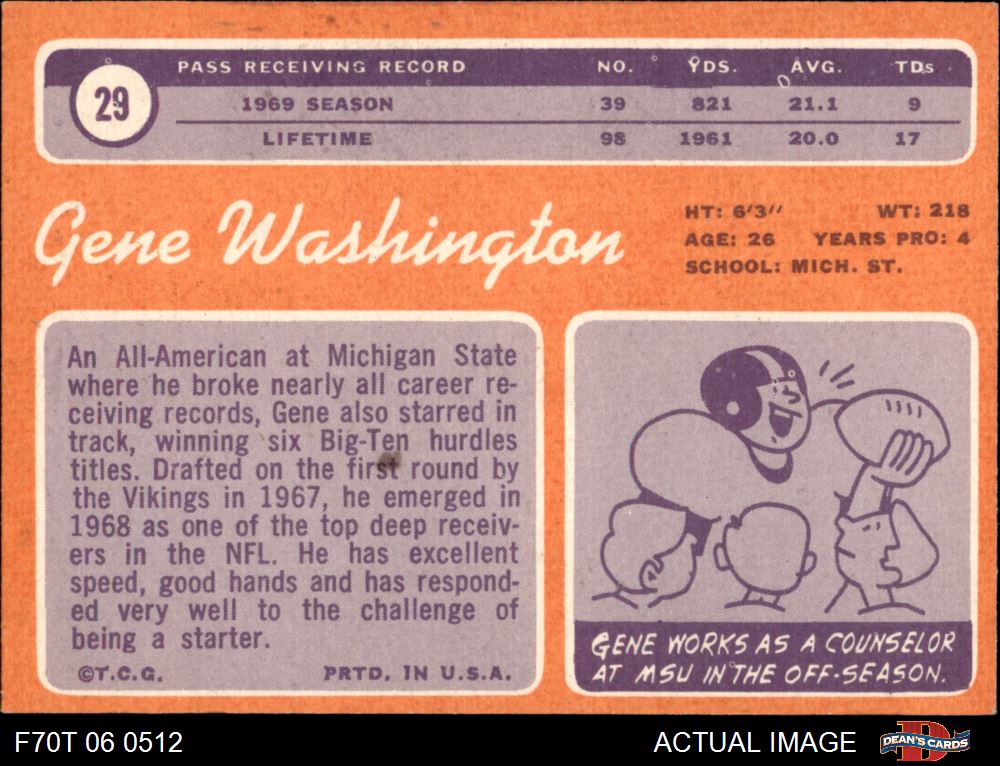 29
PASS RECEIVING RECORD NO. YDS. AVG. TDs
1969 SEASON 39 821 21.1 9
LIFETIME 98 1961 20.0 17
Gene Washington
HT: 6'3" WT: 218
AGE: 26 YEARS PRO: 4
SCHOOL: MICH. ST.
An All-American at Michigan State
where he broke nearly all career re-
ceiving records, Gene also starred in
track, winning six Big-Ten hurdles
titles. Drafted on the first round by
the Vikings in 1967, he emerged in
1968 as one of the top deep receiv-
ers in the NFL. He has excellent
speed, good hands and has respond-
ed very well to the challenge of
being a starter.
©T.C.G. PRTD. IN U.S.A.
GENE WORKS AS A COUNSELOR
AT MSU IN THE OFF-SEASON.
F70T 06 0512 ACTUAL IMAGE DEAN'S CARDS